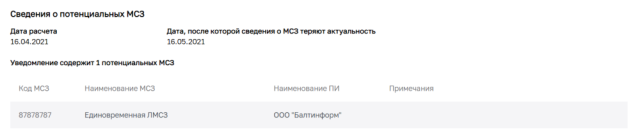 Сведения о потенциальных МСЗ
Дата расчета Дата, после которой сведения о МСЗ теряют актуальность
16.04.2021 16.05.2021
Уведомление содержит 1 потенциальных МСЗ
Код МСЗ Наименование МСЗ Наименование ПИ Примечания
87878787 Единовременная ЛМСЗ ООО "Балтинформ"